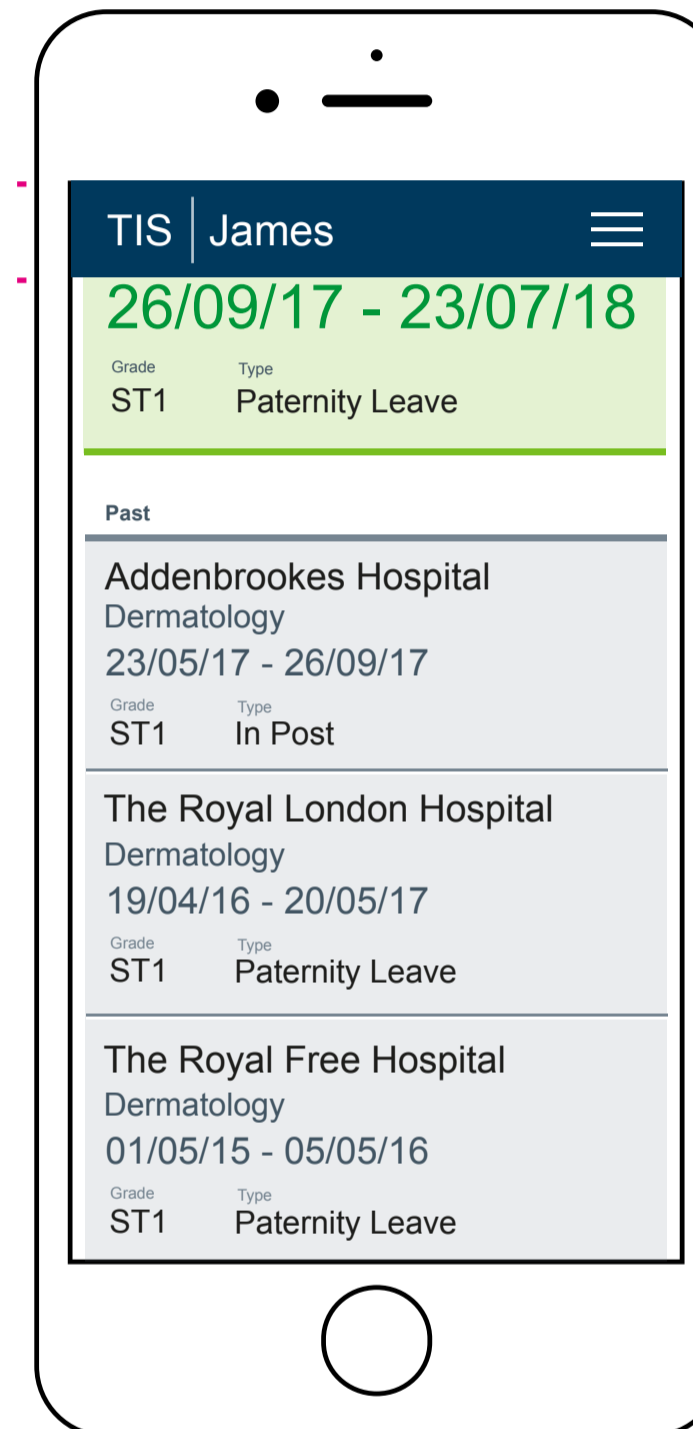 TIS James
26/09/17 - 23/07/18
Grade Type
ST1 Paternity Leave
Past
Addenbrookes Hospital
Dermatology
23/05/17 - 26/09/17
Grade Type
ST1 In Post
The Royal London Hospital
Dermatology
19/04/16 - 20/05/17
Grade Type
ST1 Paternity Leave
The Royal Free Hospital
Dermatology
01/05/15 - 05/05/16
Grade Type
ST1 Paternity Leave